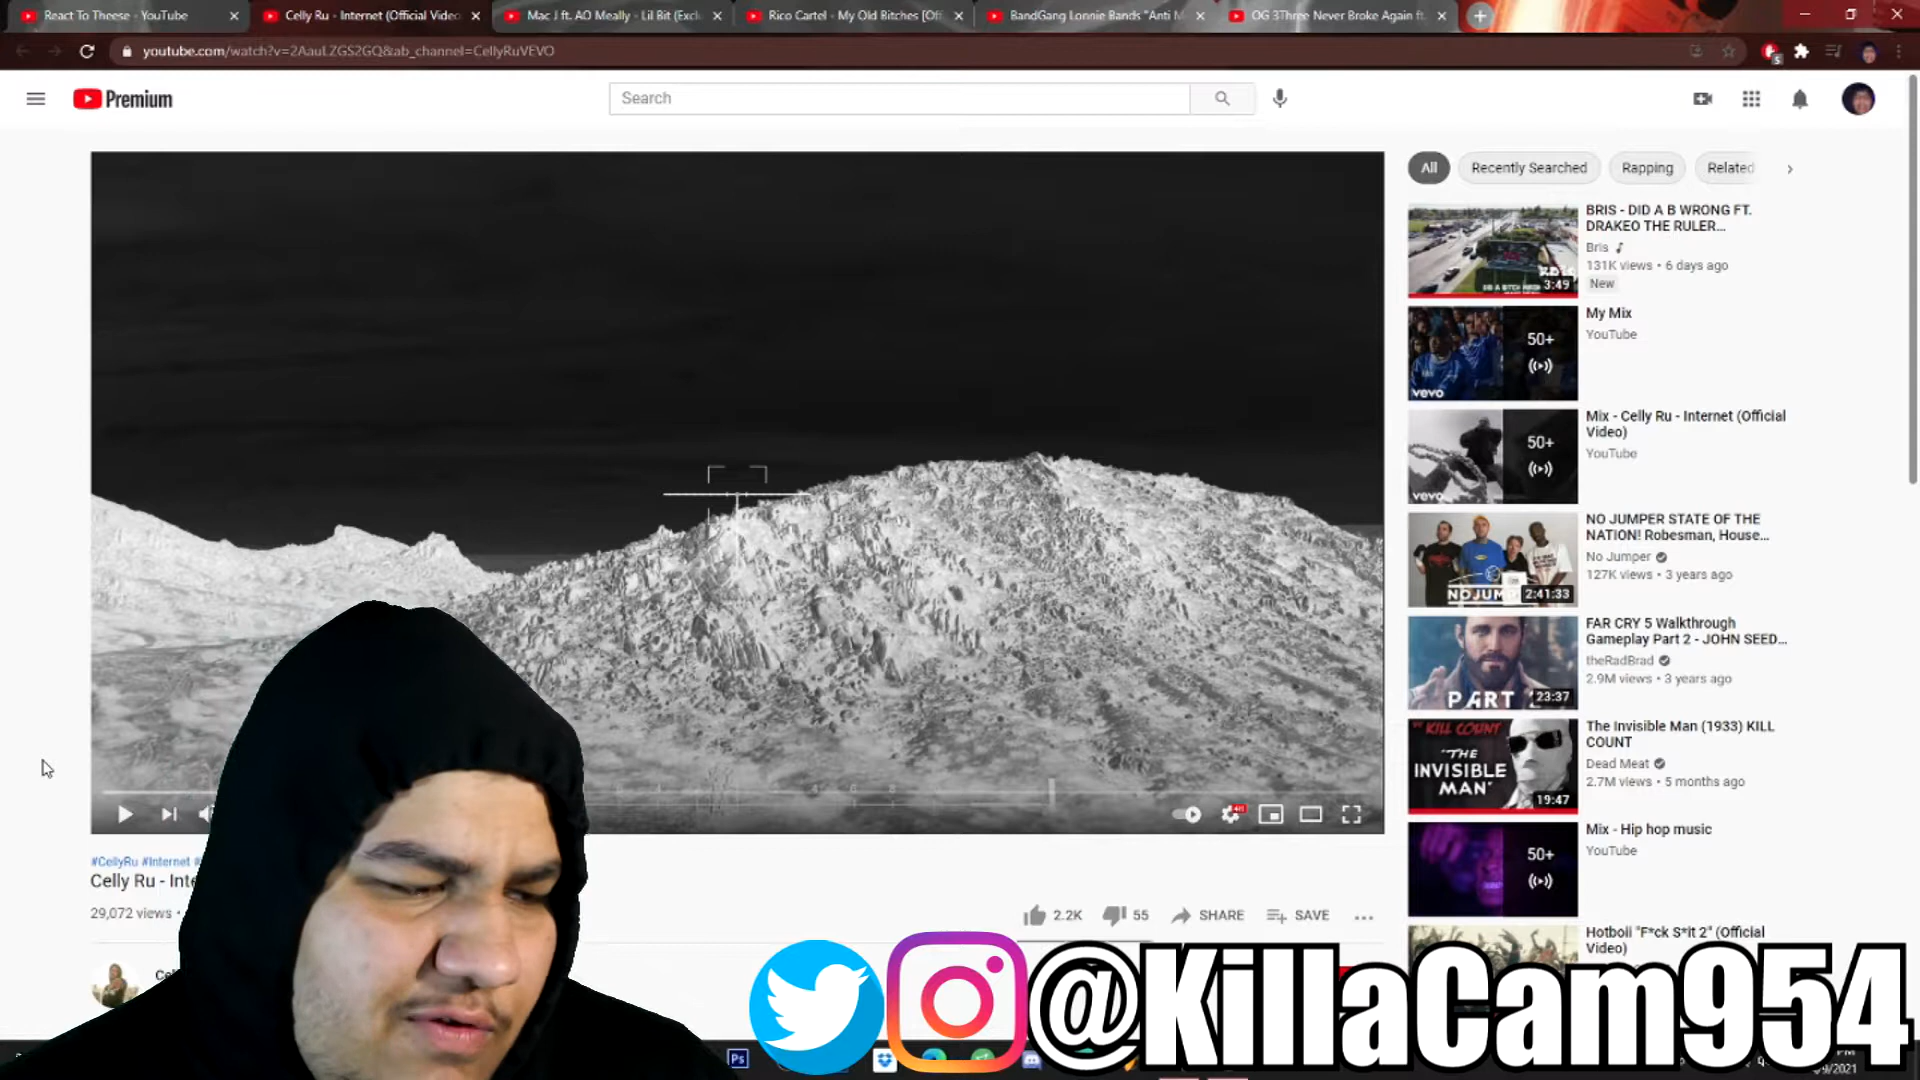 React To Theese - YouTube
Celly Ru - Internet (Official Video
Mac J ft. AO Meally - Lil Bit (Excl
Rico Cartel - My Old Bitches [Off
BandGang Lonnie Bands "Anti M
OG 3Three Never Broke Again ft.
youtube.com/watch?v=2AauLZGS2GQ&ab_channel=CellyRuVEVO
Premium
Search
All
Recently Searched
Rapping
Related
BRIS - DID A B WRONG FT.
DRAKEO THE RULER...
Bris
131K views • 6 days ago
New
3:49
My Mix
YouTube
50+
vevo
Mix - Celly Ru - Internet (Official
Video)
YouTube
50+
vevo
NO JUMPER STATE OF THE
NATION! Robesman, House...
No Jumper
127K views • 3 years ago
NOJUM
2:41:33
FAR CRY 5 Walkthrough
Gameplay Part 2 - JOHN SEED...
theRadBrad
2.9M views • 3 years ago
PART
23:37
The Invisible Man (1933) KILL
COUNT
Dead Meat
2.7M views • 5 months ago
KILL COUNT
"THE
INVISIBLE
MAN"
19:47
Mix - Hip hop music
YouTube
50+
Hotboii "F*ck S*it 2" (Official
Video)
#CellyRu #Internet #
Celly Ru - Inte
29,072 views •
2.2K
55
SHARE
SAVE
Ce
@KillaCam954
Ps